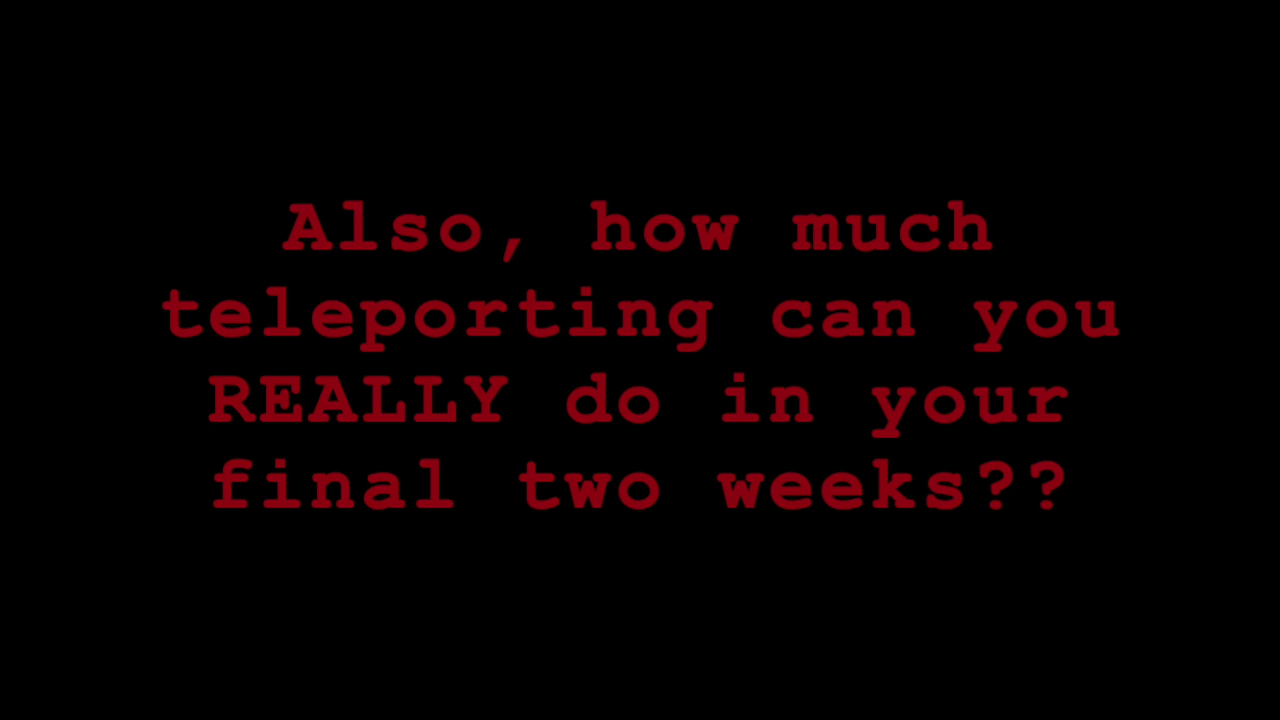 Also, how much
teleporting can you
REALLY do in your
final two weeks??